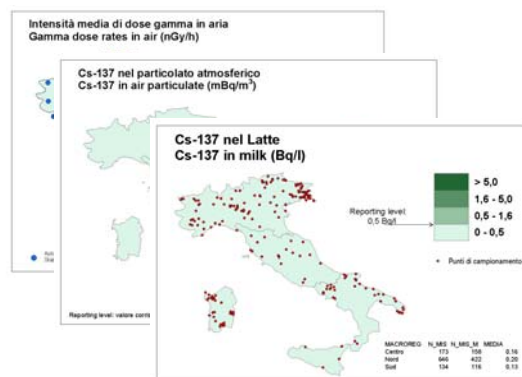 Intensità media di dose gamma in aria
Gamma dose rates in air (nGy/h)
Cs-137 nel particolato atmosferico
Cs-137 in air particulate (mBq/m³)
Cs-137 nel Latte
Cs-137 in milk (Bq/l)
> 5,0
1,6 - 5,0
0,5 - 1,6
0 - 0,5
Reporting level:
0,5 Bq/l
Punti di campionamento
MACROREG N_MIS N_MIS_M MEDIA
Centro 173 158 0.16
Nord 646 422 0.20
Sud 134 116 0.13
Reporting level: valore